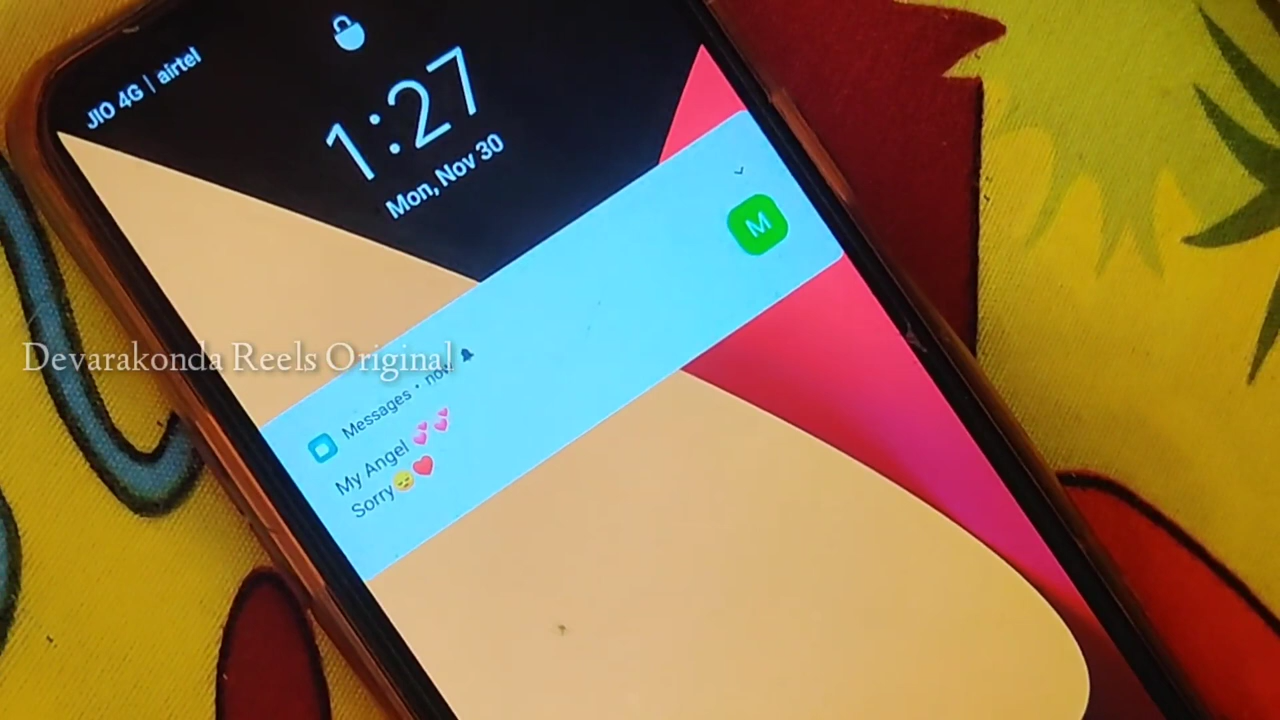 JIO 4G | airtel
1:27
Mon, Nov 30
M
Devarakonda Reels Original
Messages • now
My Angel 💞💞
Sorry😔❤️